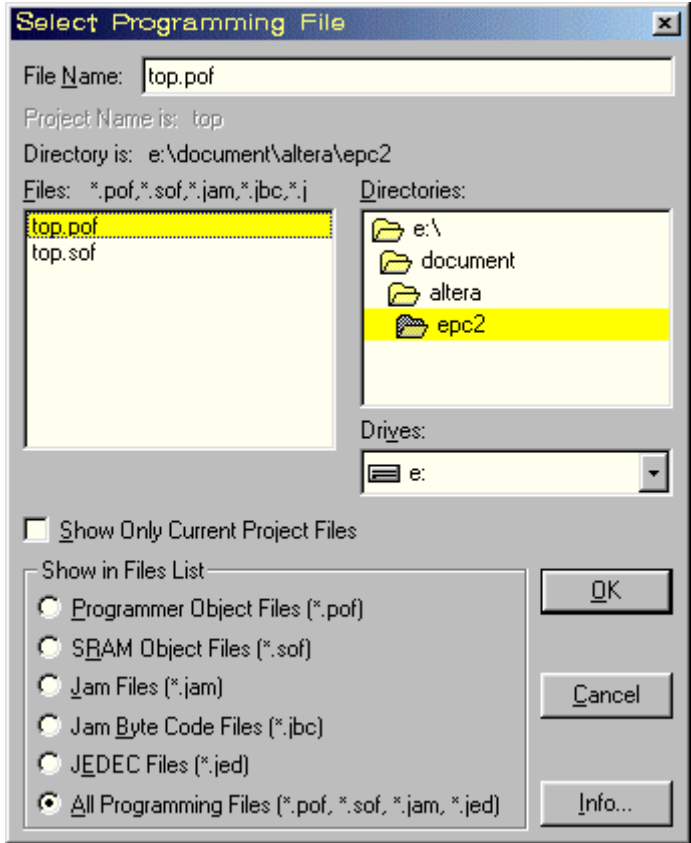 Select Programming File
File Name: top.pof
Project Name is: top
Directory is: e:\document\altera\epc2
Files: *.pof,*.sof,*.jam,*.jbc,*.j
Directories:
top.pof
top.sof
e:\
document
altera
epc2
Drives:
e:
Show Only Current Project Files
Show in Files List
Programmer Object Files (*.pof)
SRAM Object Files (*.sof)
Jam Files (*.jam)
Jam Byte Code Files (*.jbc)
JEDEC Files (*.jed)
All Programming Files (*.pof, *.sof, *.jam, *.jed)
OK
Cancel
Info...